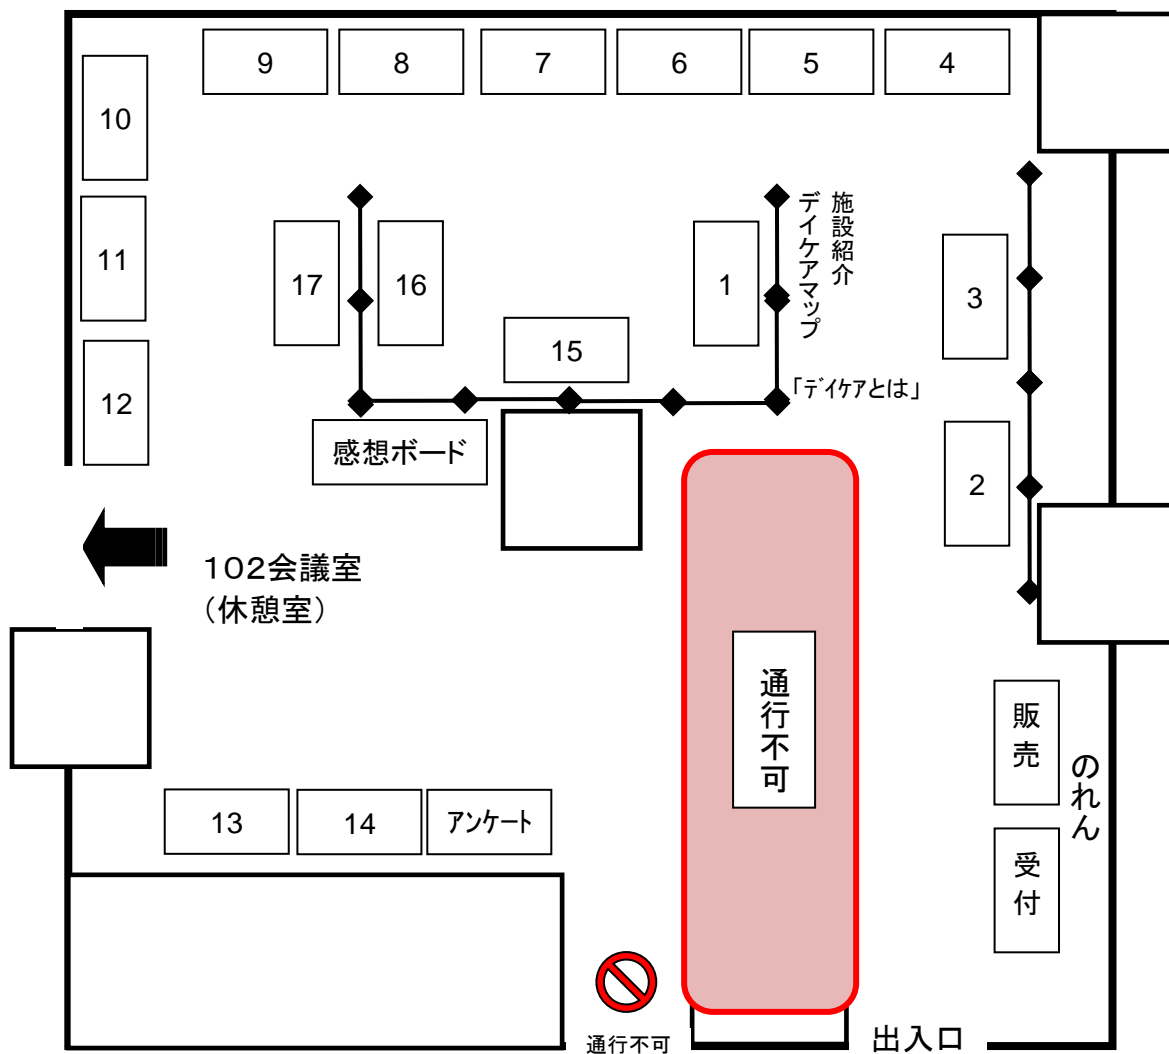 9
8
7
6
5
4
10
11
12
17
16
15
1
施設紹介
デイケアマップ
「デイケアとは」
3
2
感想ボード
102会議室
（休憩室）
通行不可
販売
のれん
受付
13
14
アンケート
通行不可
出入口